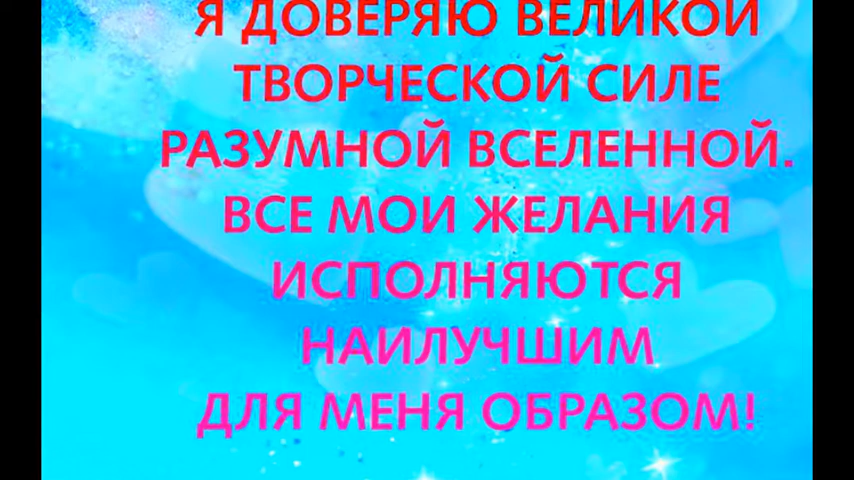 Я ДОВЕРЯЮ ВЕЛИКОЙ
ТВОРЧЕСКОЙ СИЛЕ
РАЗУМНОЙ ВСЕЛЕННОЙ.
ВСЕ МОИ ЖЕЛАНИЯ
ИСПОЛНЯЮТСЯ
НАИЛУЧШИМ
ДЛЯ МЕНЯ ОБРАЗОМ!